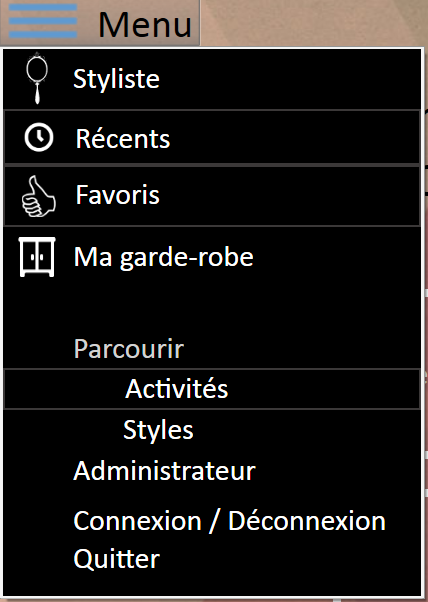 Menu
Styliste
Récents
Favoris
Ma garde-robe
Parcourir
Activités
Styles
Administrateur
Connexion / Déconnexion
Quitter